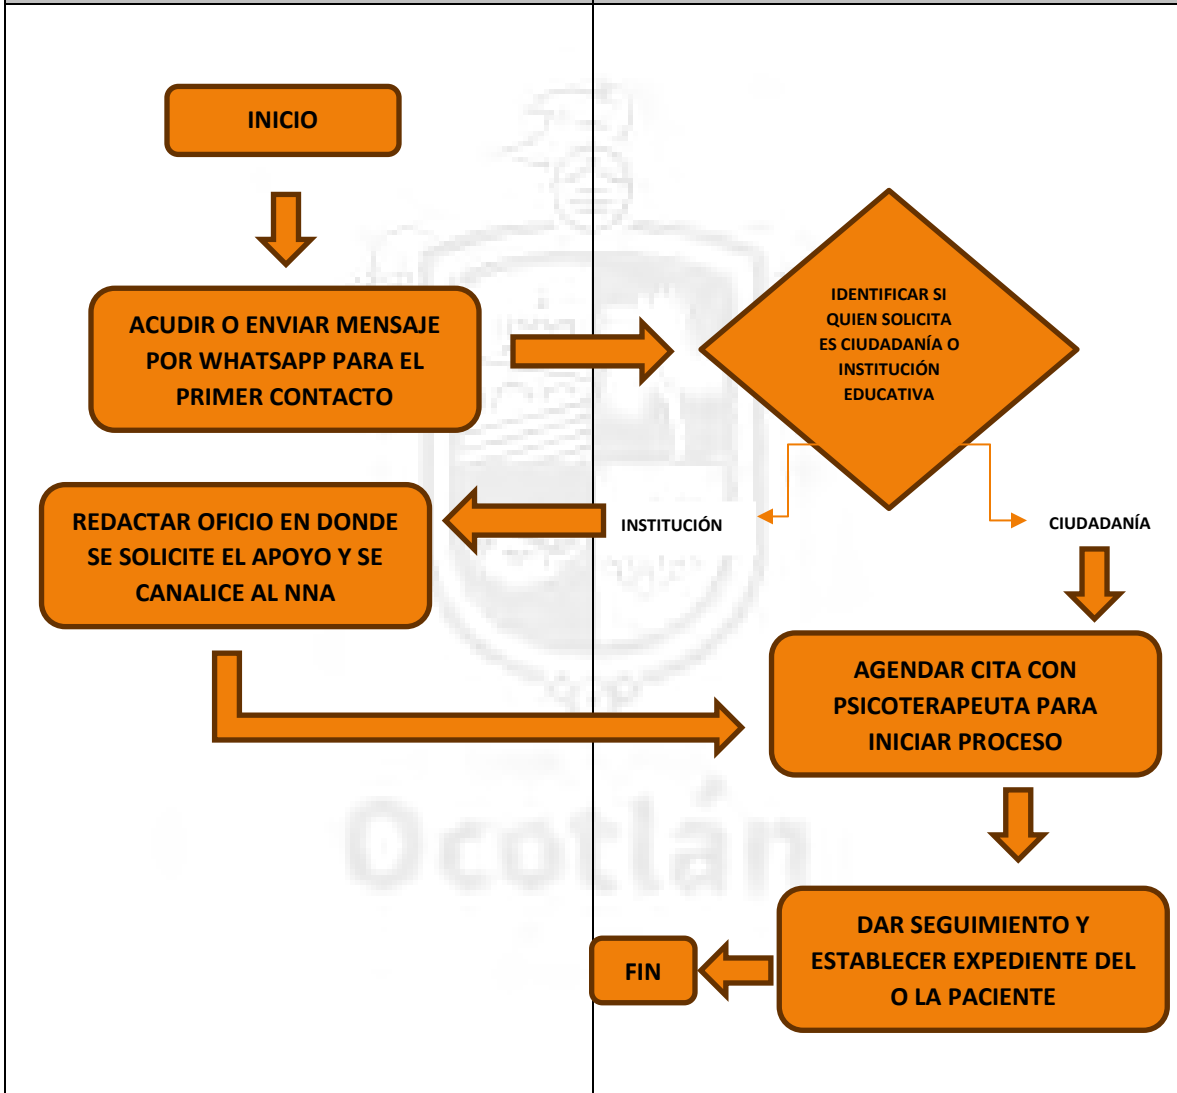 INICIO
ACUDIR O ENVIAR MENSAJE
POR WHATSAPP PARA EL
PRIMER CONTACTO
IDENTIFICAR SI
QUIEN SOLICITA
ES CIUDADANÍA O
INSTITUCIÓN
EDUCATIVA
INSTITUCIÓN
CIUDADANÍA
REDACTAR OFICIO EN DONDE
SE SOLICITE EL APOYO Y SE
CANALICE AL NNA
AGENDAR CITA CON
PSICOTERAPEUTA PARA
INICIAR PROCESO
DAR SEGUIMIENTO Y
ESTABLECER EXPEDIENTE DEL
O LA PACIENTE
FIN
Ocotlán